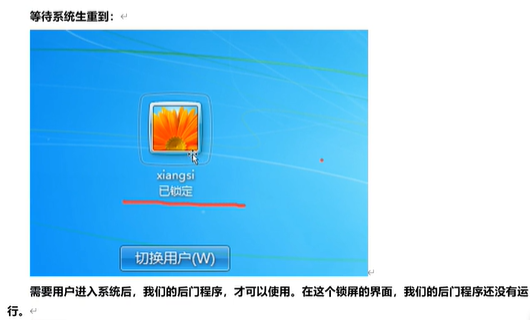 等待系统生重到：
xiangsi
已锁定
切换用户(W)
需要用户进入系统后，我们的后门程序，才可以使用。在这个锁屏的界面，我们的后门程序还没有运
行。